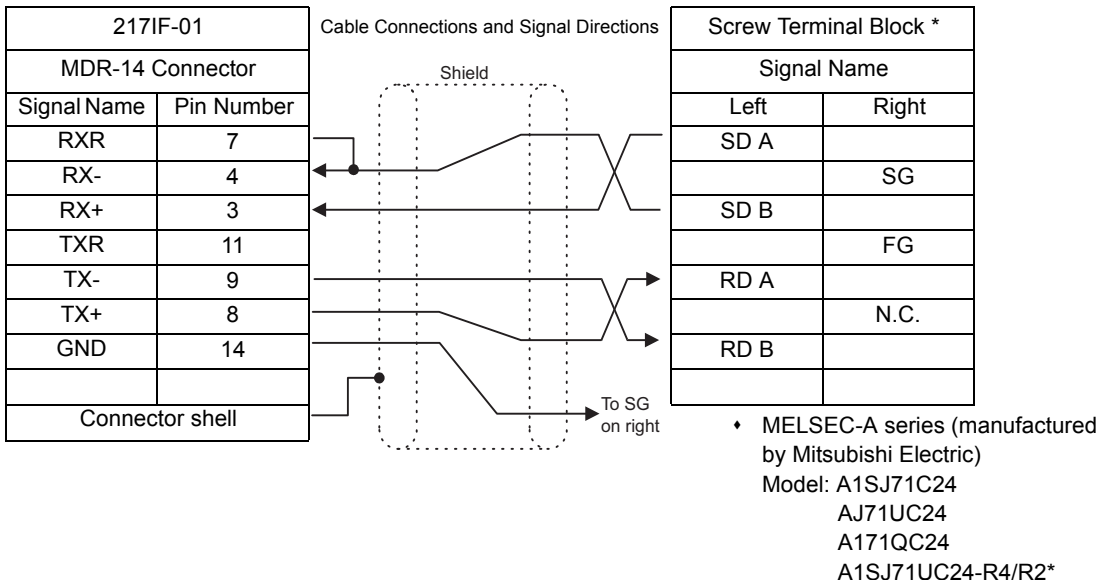 217IF-01 Cable Connections and Signal Directions Screw Terminal Block *
MDR-14 Connector Shield Signal Name
Signal Name Pin Number Left Right
RXR 7 SD A
RX- 4 SG
RX+ 3 SD B
TXR 11 FG
TX- 9 RD A
TX+ 8 N.C.
GND 14 RD B
Connector shell
To SG
on right
♦ MELSEC-A series (manufactured
by Mitsubishi Electric)
Model: A1SJ71C24
AJ71UC24
A171QC24
A1SJ71UC24-R4/R2*